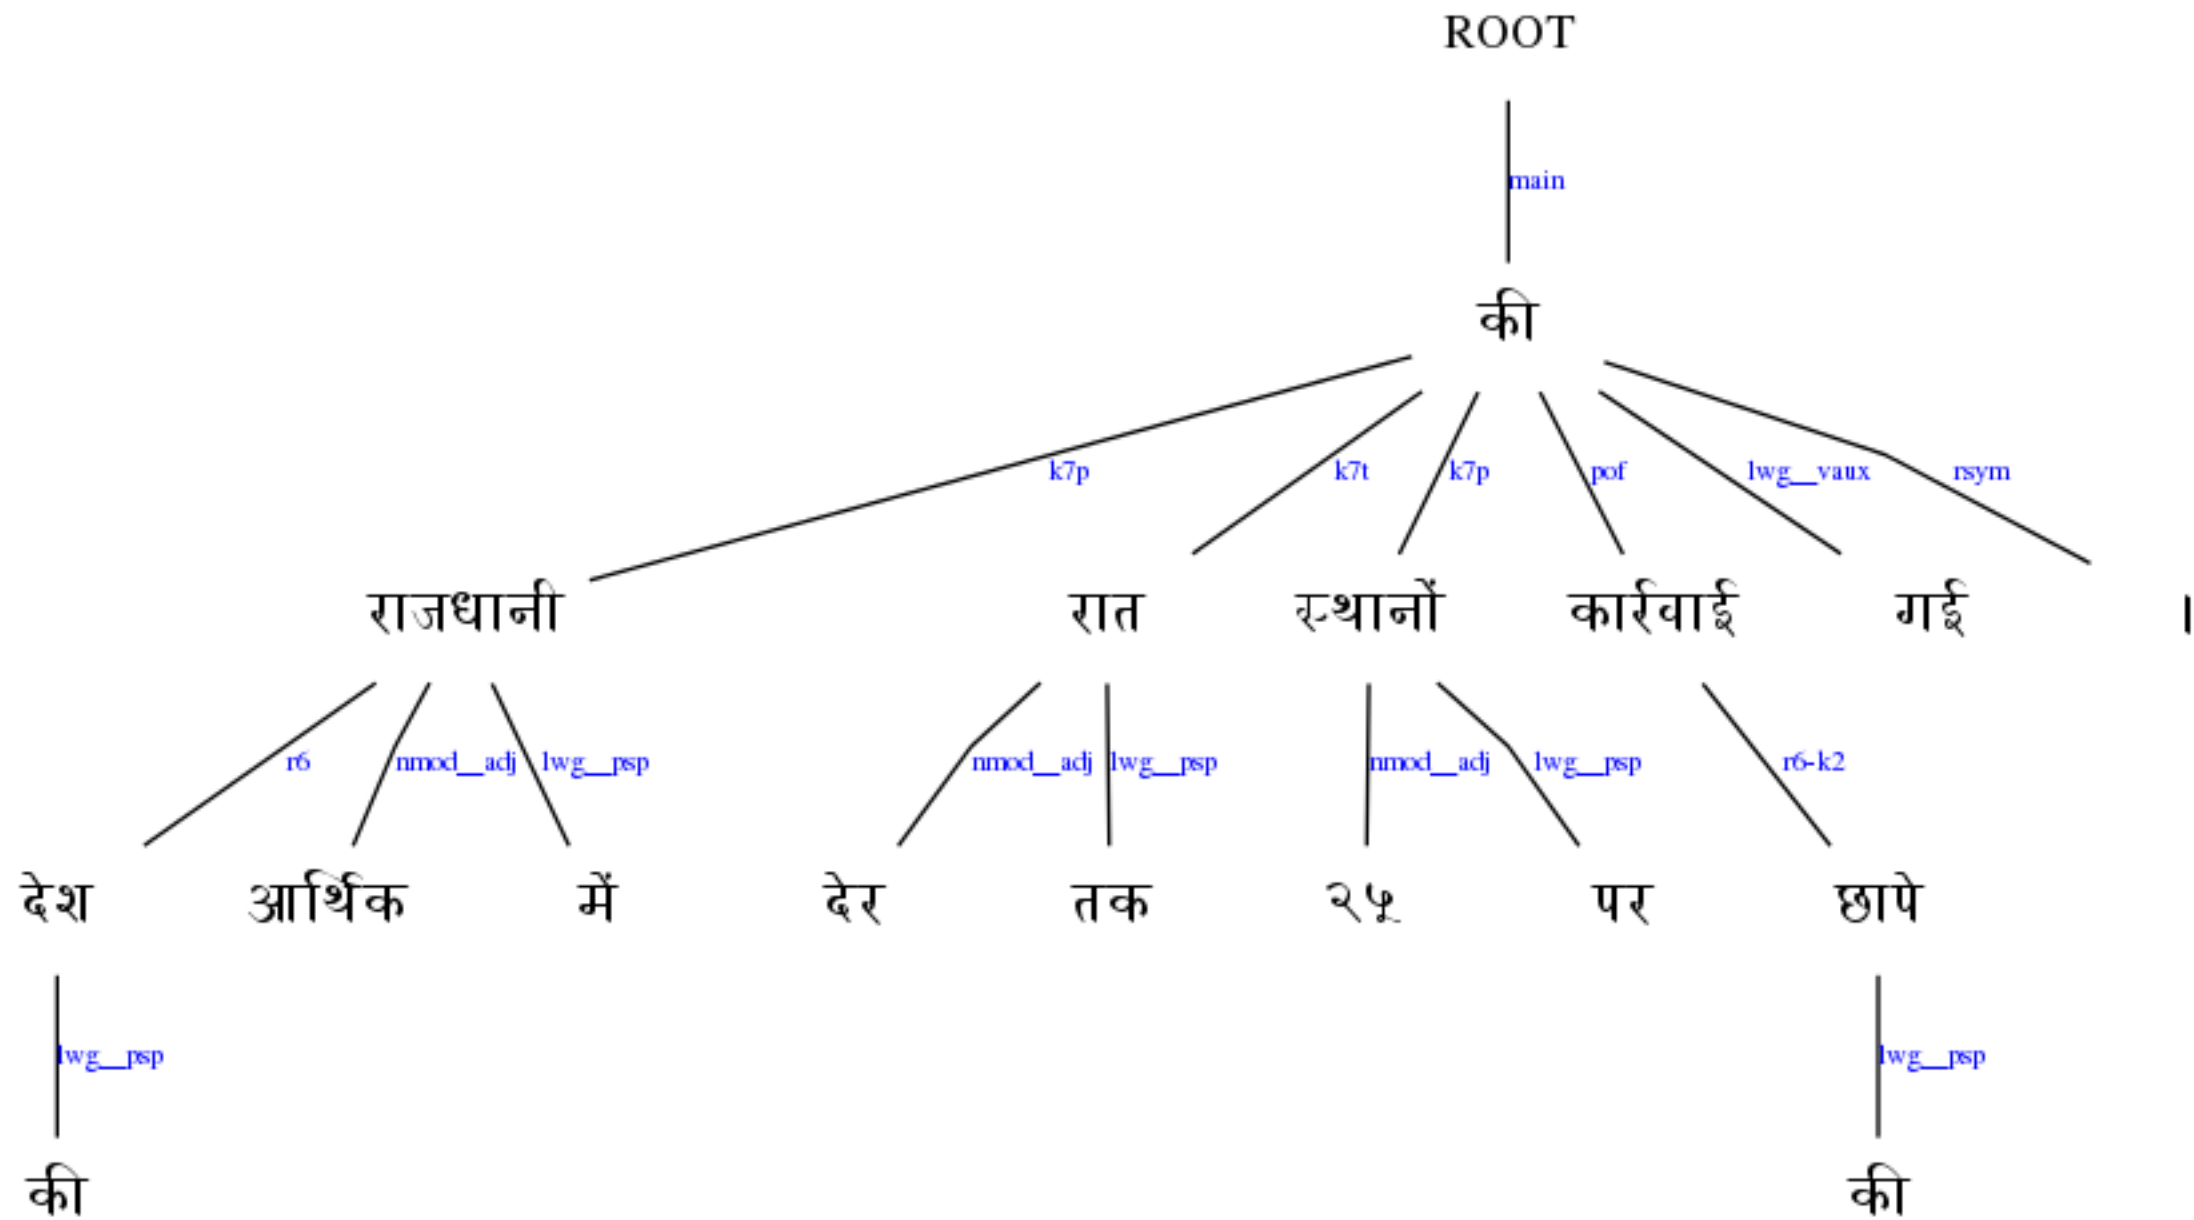 ROOT
main
की
k7p k7t k7p pof lwg__vaux rsym
राजधानी रात स्थानों कार्रवाई गई ।
r6 nmod__adj lwg__psp nmod__adj lwg__psp nmod__adj lwg__psp r6-k2
देश आर्थिक में देर तक २५ पर छापे
lwg__psp lwg__psp
की की